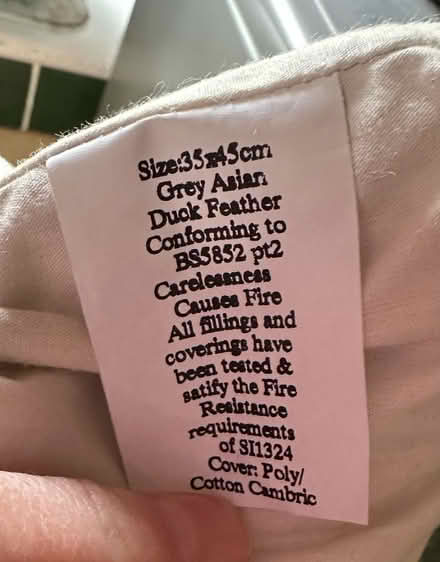 Size:35x45cm
Grey Asian
Duck Feather
Conforming to
BS5852 pt2
Carelessness
Causes Fire
All fillings and
coverings have
been tested &
satify the Fire
Resistance
requirements
of SI1324
Cover: Poly/
Cotton Cambric